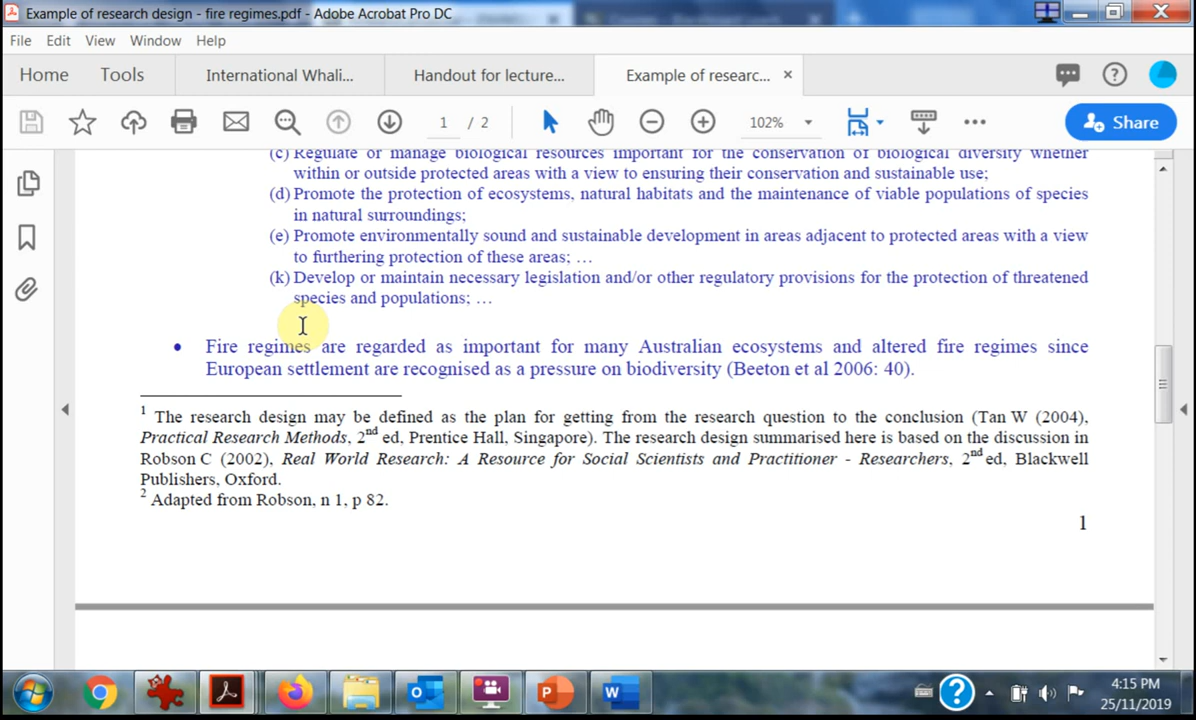 Example of research design - fire regimes.pdf - Adobe Acrobat Pro DC
File Edit View Window Help
Home Tools International Whali... Handout for lecture... Example of researc... ×
1 / 2 102% Share
(c) Regulate or manage biological resources important for the conservation of biological diversity whether
within or outside protected areas with a view to ensuring their conservation and sustainable use;
(d) Promote the protection of ecosystems, natural habitats and the maintenance of viable populations of species
in natural surroundings;
(e) Promote environmentally sound and sustainable development in areas adjacent to protected areas with a view
to furthering protection of these areas; …
(k) Develop or maintain necessary legislation and/or other regulatory provisions for the protection of threatened
species and populations; …
• Fire regimes are regarded as important for many Australian ecosystems and altered fire regimes since
European settlement are recognised as a pressure on biodiversity (Beeton et al 2006: 40).
1 The research design may be defined as the plan for getting from the research question to the conclusion (Tan W (2004),
Practical Research Methods, 2nd ed, Prentice Hall, Singapore). The research design summarised here is based on the discussion in
Robson C (2002), Real World Research: A Resource for Social Scientists and Practitioner - Researchers, 2nd ed, Blackwell
Publishers, Oxford.
2 Adapted from Robson, n 1, p 82.
1
4:15 PM
25/11/2019